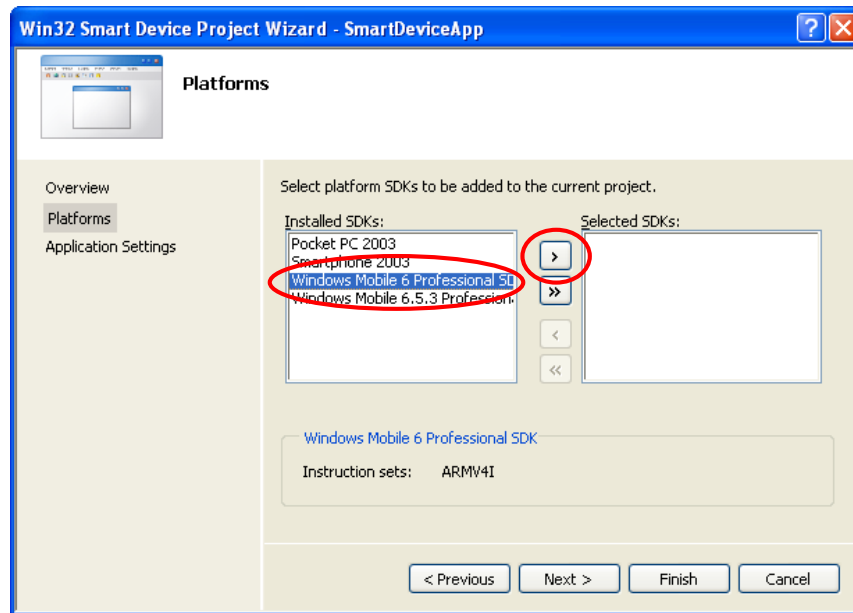 Win32 Smart Device Project Wizard - SmartDeviceApp
Platforms
Overview
Platforms
Application Settings
Select platform SDKs to be added to the current project.
Installed SDKs:
Selected SDKs:
Pocket PC 2003
Smartphone 2003
Windows Mobile 6 Professional SD
Windows Mobile 6.5.3 Profession
>
>>
<
<<
Windows Mobile 6 Professional SDK
Instruction sets: ARMV4I
< Previous
Next >
Finish
Cancel